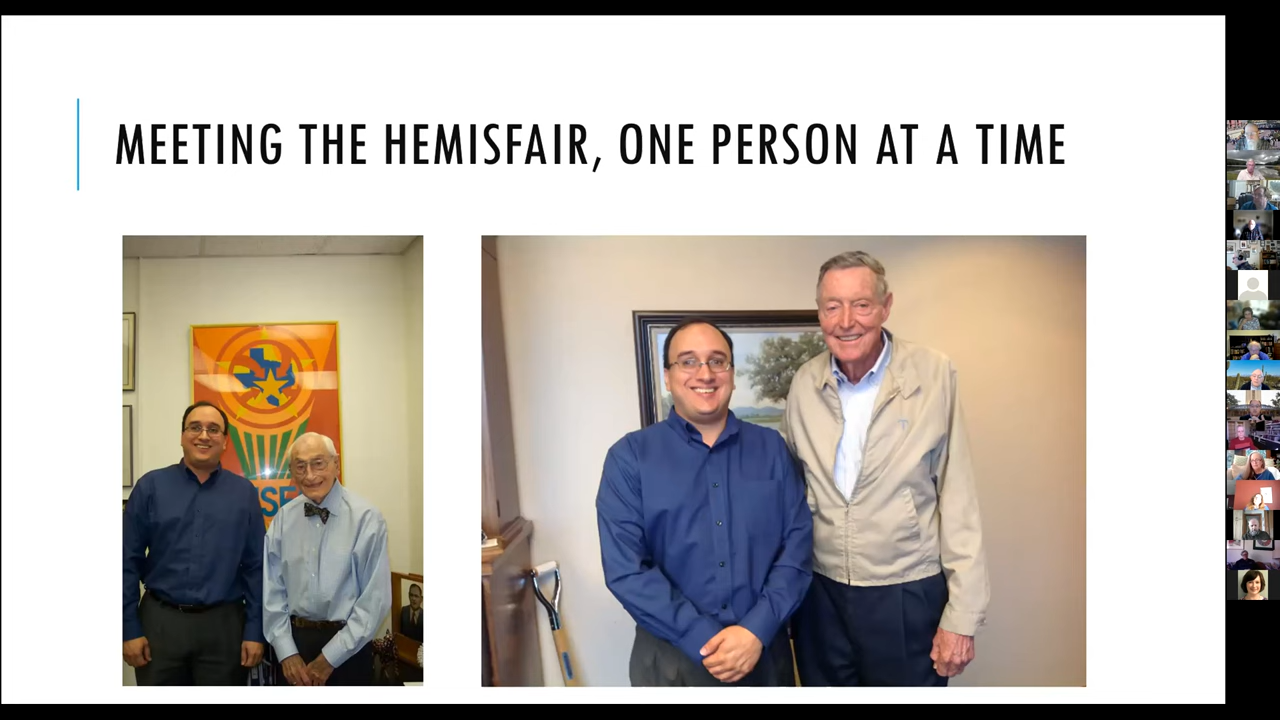 MEETING THE HEMISFAIR, ONE PERSON AT A TIME